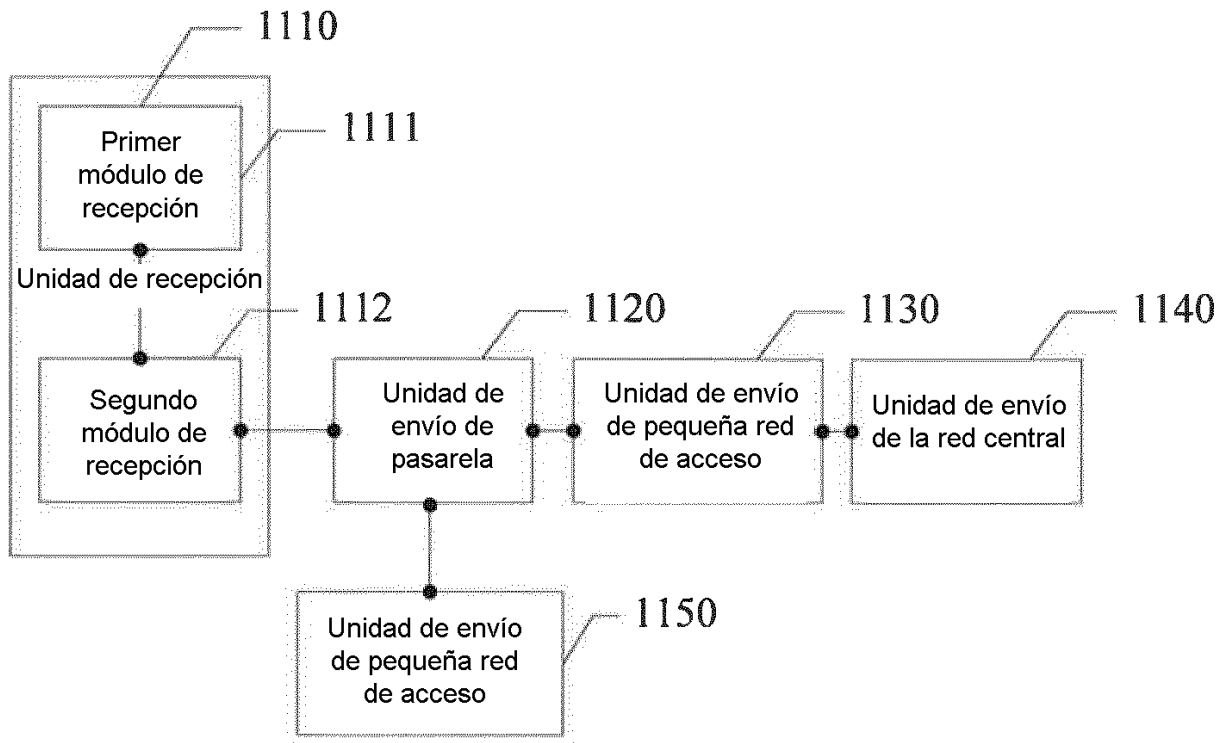 1110
1111
Primer
módulo de
recepción
Unidad de recepción
1112
1120
1130
1140
Segundo
módulo de
recepción
Unidad de
envío de
pasarela
Unidad de envío
de pequeña red
de acceso
Unidad de envío
de la red central
1150
Unidad de envío
de pequeña red
de acceso